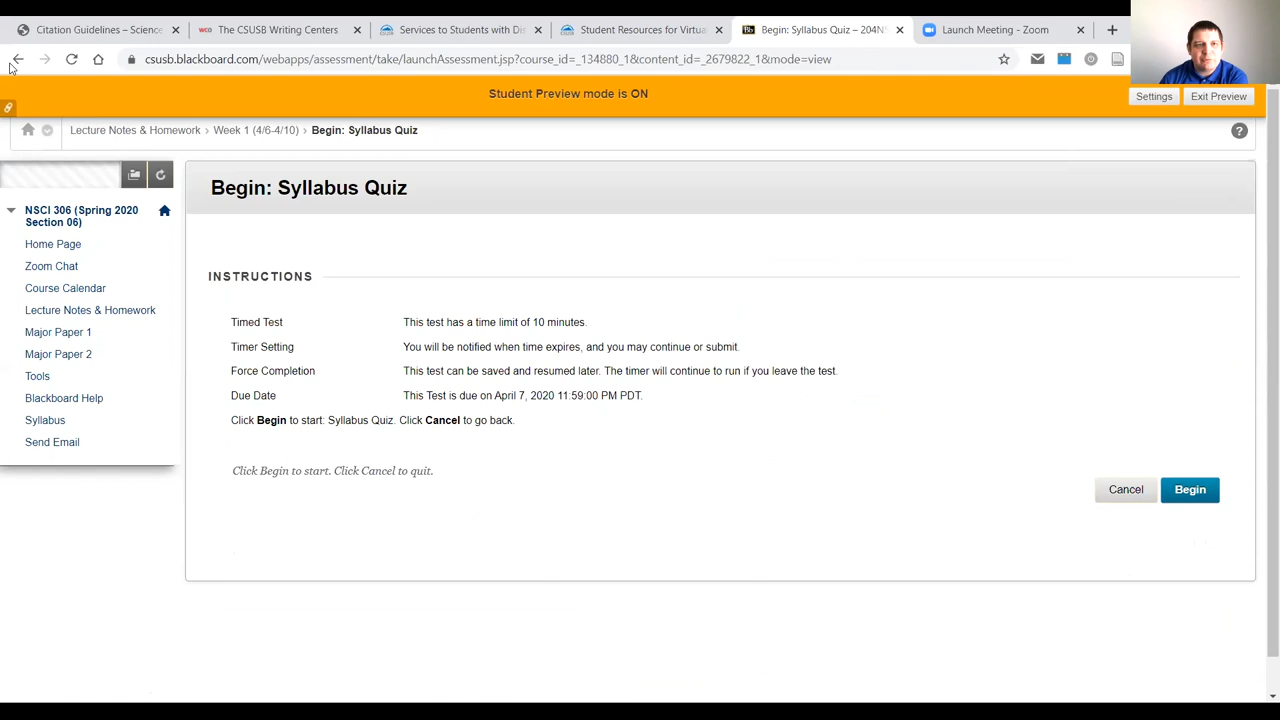 Citation Guidelines – Science
wco The CSUSB Writing Centers
Services to Students with Dis
Student Resources for Virtual
Bb Begin: Syllabus Quiz – 204NS
Launch Meeting - Zoom
csusb.blackboard.com/webapps/assessment/take/launchAssessment.jsp?course_id=_134880_1&content_id=_2679822_1&mode=view
Student Preview mode is ON
Settings
Exit Preview
Lecture Notes & Homework > Week 1 (4/6-4/10) > Begin: Syllabus Quiz
?
Begin: Syllabus Quiz
NSCI 306 (Spring 2020
Section 06)
Home Page
Zoom Chat
Course Calendar
Lecture Notes & Homework
Major Paper 1
Major Paper 2
Tools
Blackboard Help
Syllabus
Send Email
INSTRUCTIONS
Timed Test This test has a time limit of 10 minutes.
Timer Setting You will be notified when time expires, and you may continue or submit.
Force Completion This test can be saved and resumed later. The timer will continue to run if you leave the test.
Due Date This Test is due on April 7, 2020 11:59:00 PM PDT.
Click Begin to start: Syllabus Quiz. Click Cancel to go back.
Click Begin to start. Click Cancel to quit.
Cancel
Begin